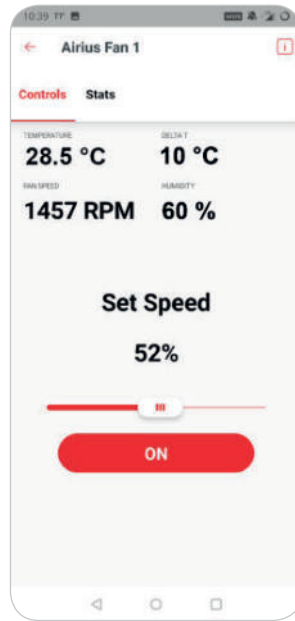 10:39
Airius Fan 1
Controls Stats
TEMPERATURE DELTA T
28.5 °C 10 °C
FAN SPEED HUMIDITY
1457 RPM 60 %
Set Speed
52%
ON